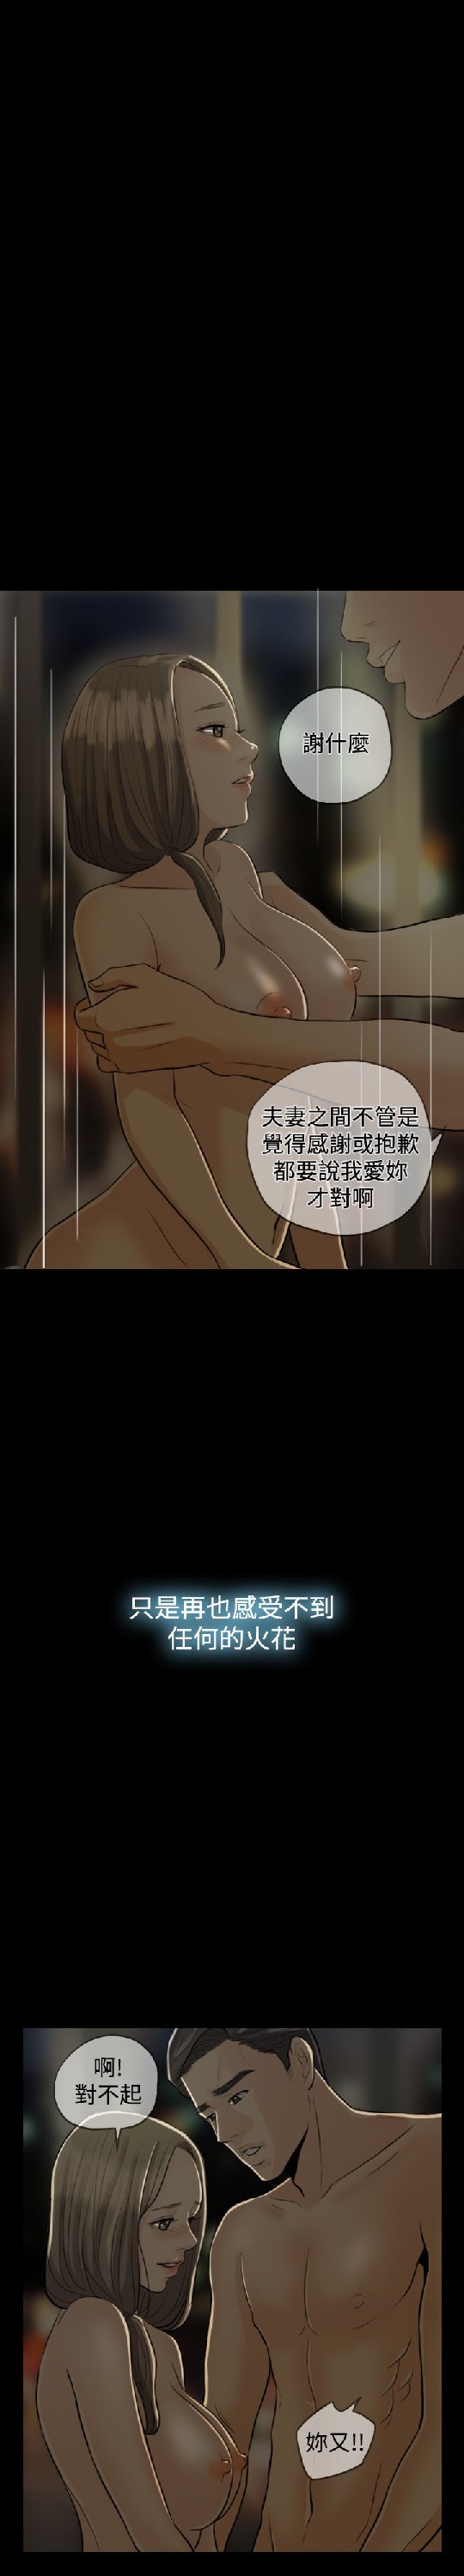 謝什麼
夫妻之間不管是
覺得感謝或抱歉
都要說我愛妳
才對啊
只是再也感受不到
任何的火花
啊!
對不起
妳又!!